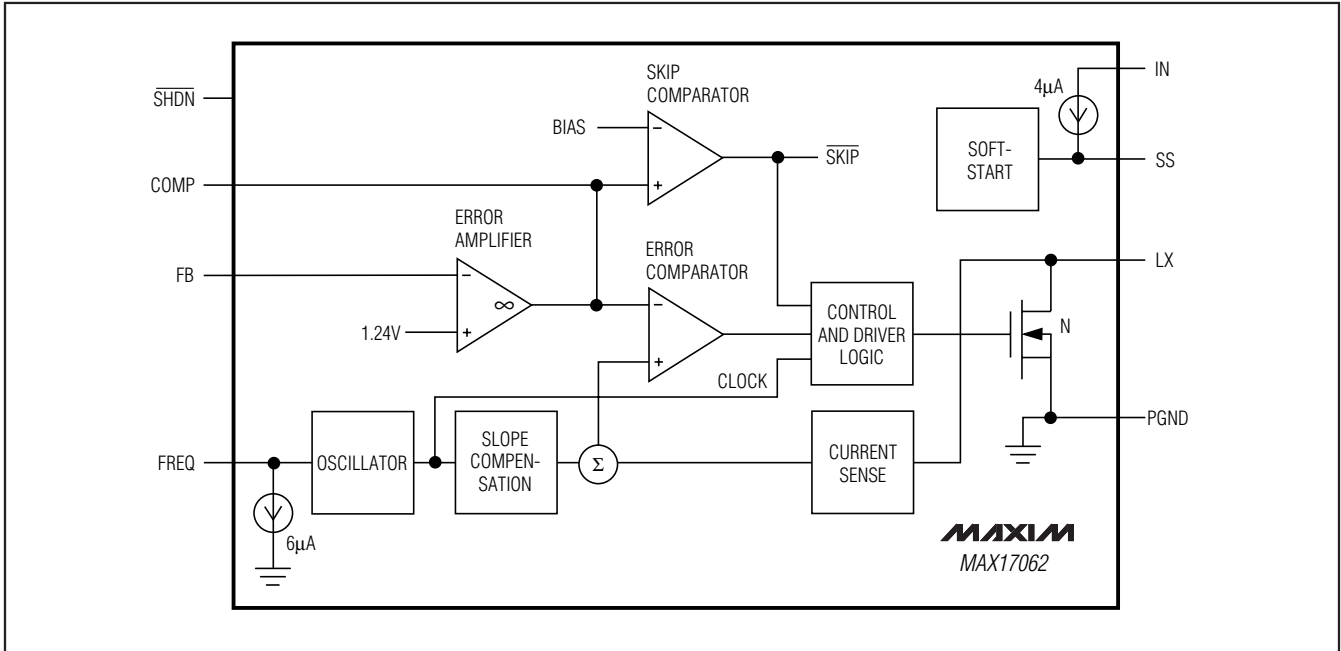 SKIP
COMPARATOR
BIAS
−
+
SKIP
4µA
SOFT-
START
IN
SS
SHDN
COMP
FB
ERROR
AMPLIFIER
−
∞
1.24V
+
ERROR
COMPARATOR
−
+
CONTROL
AND DRIVER
LOGIC
CLOCK
LX
N
PGND
FREQ
6µA
OSCILLATOR
SLOPE
COMPEN-
SATION
Σ
CURRENT
SENSE
MAXIM
MAX17062